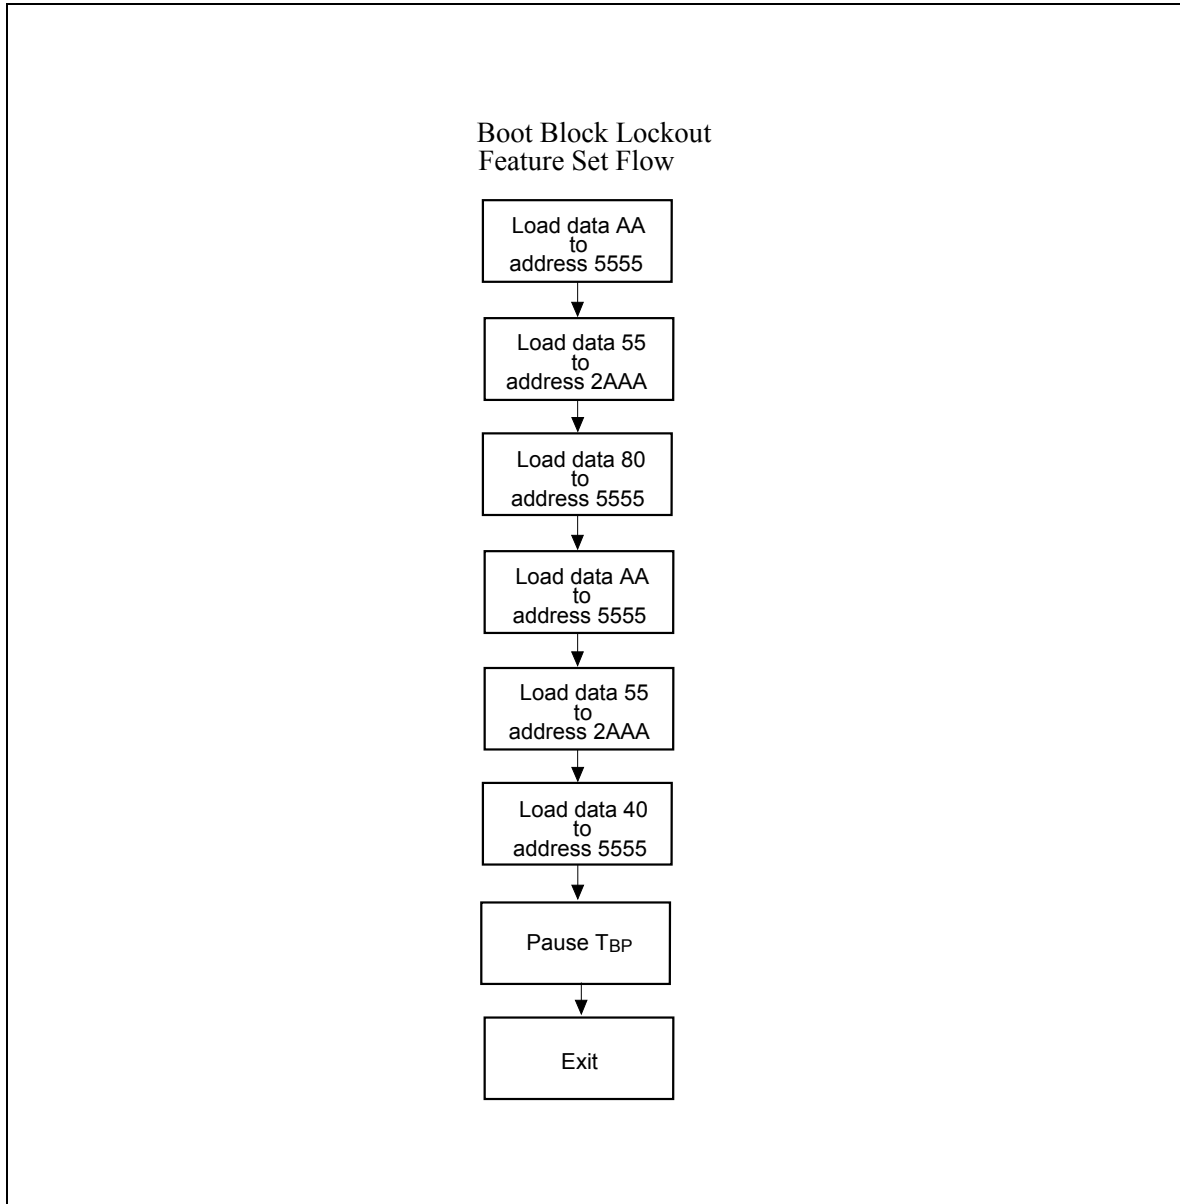 Boot Block Lockout
Feature Set Flow
Load data AA
to
address 5555
Load data 55
to
address 2AAA
Load data 80
to
address 5555
Load data AA
to
address 5555
Load data 55
to
address 2AAA
Load data 40
to
address 5555
Pause TBP
Exit